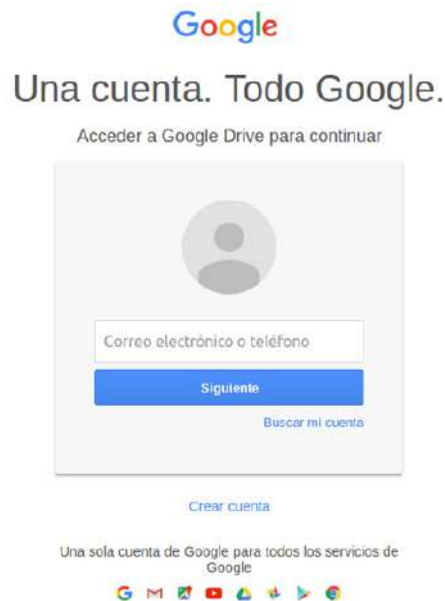 Google
Una cuenta. Todo Google.
Acceder a Google Drive para continuar
Correo electrónico o teléfono
Siguiente
Buscar mi cuenta
Crear cuenta
Una sola cuenta de Google para todos los servicios de
Google